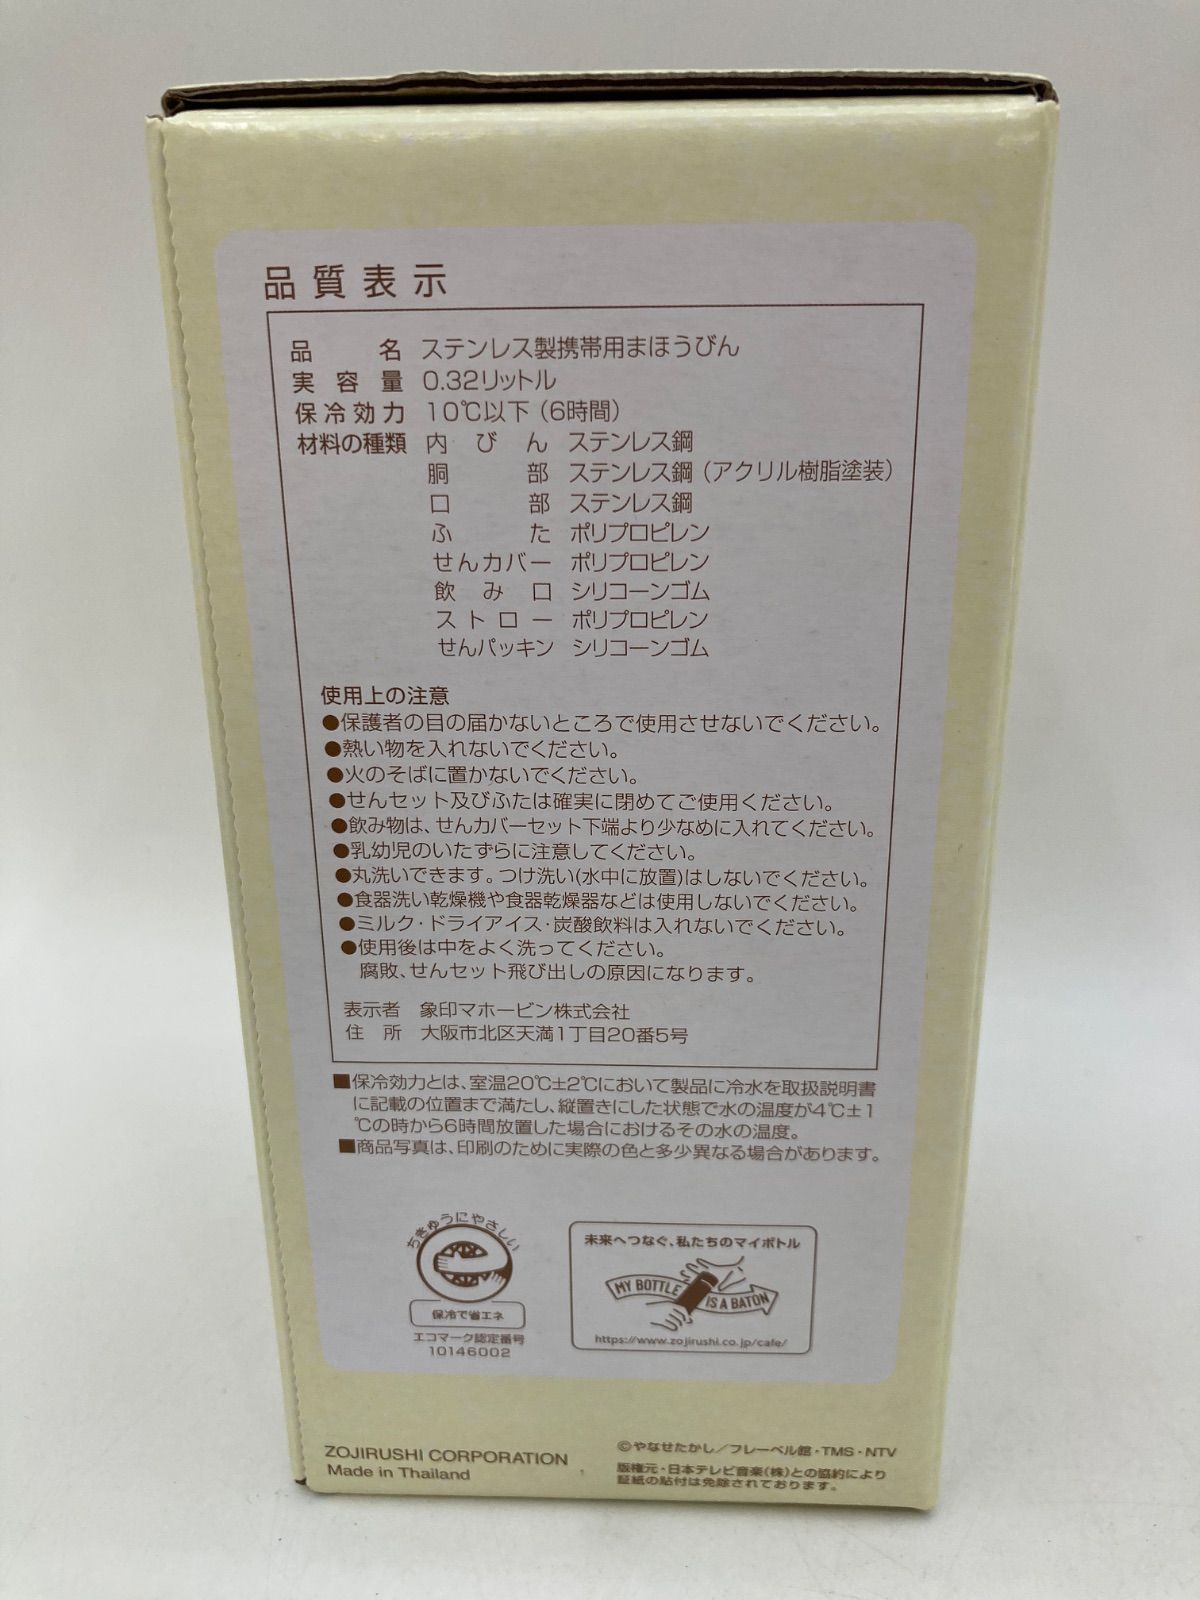 品質表示
品名 ステンレス製携帯用まほうびん
実容量 0.32リットル
保冷効力 10℃以下（6時間）
材料の種類 内びん ステンレス鋼
胴部 ステンレス鋼（アクリル樹脂塗装）
口部 ステンレス鋼
ふた ポリプロピレン
せんカバー ポリプロピレン
飲み口 シリコーンゴム
ストロー ポリプロピレン
せんパッキン シリコーンゴム
使用上の注意
●保護者の目の届かないところで使用させないでください。
●熱い物を入れないでください。
●火のそばに置かないでください。
●せんセット及びふたは確実に閉めてご使用ください。
●飲み物は、せんカバーセット下端より少なめに入れてください。
●乳幼児のいたずらに注意してください。
●丸洗いできます。つけ洗い(水中に放置)はしないでください。
●食器洗い乾燥機や食器乾燥器などは使用しないでください。
●ミルク・ドライアイス・炭酸飲料は入れないでください。
●使用後は中をよく洗ってください。
腐敗、せんセット飛び出しの原因になります。
表示者 象印マホービン株式会社
住所 大阪市北区天満1丁目20番5号
■保冷効力とは、室温20℃±2℃において製品に冷水を取扱説明書
に記載の位置まで満たし、縦置きにした状態で水の温度が4℃±1
℃の時から6時間放置した場合におけるその水の温度。
■商品写真は、印刷のために実際の色と多少異なる場合があります。
ちきゅうにやさしい
保冷で省エネ
エコマーク認定番号
10146002
未来へつなぐ、私たちのマイボトル
MY BOTTLE IS A BATON
https://www.zojirushi.co.jp/cafe/
ZOJIRUSHI CORPORATION
Made in Thailand
©やなせたかし／フレーベル館・TMS・NTV
版権元・日本テレビ音楽(株)との協約により
証紙の貼付は免除されております。